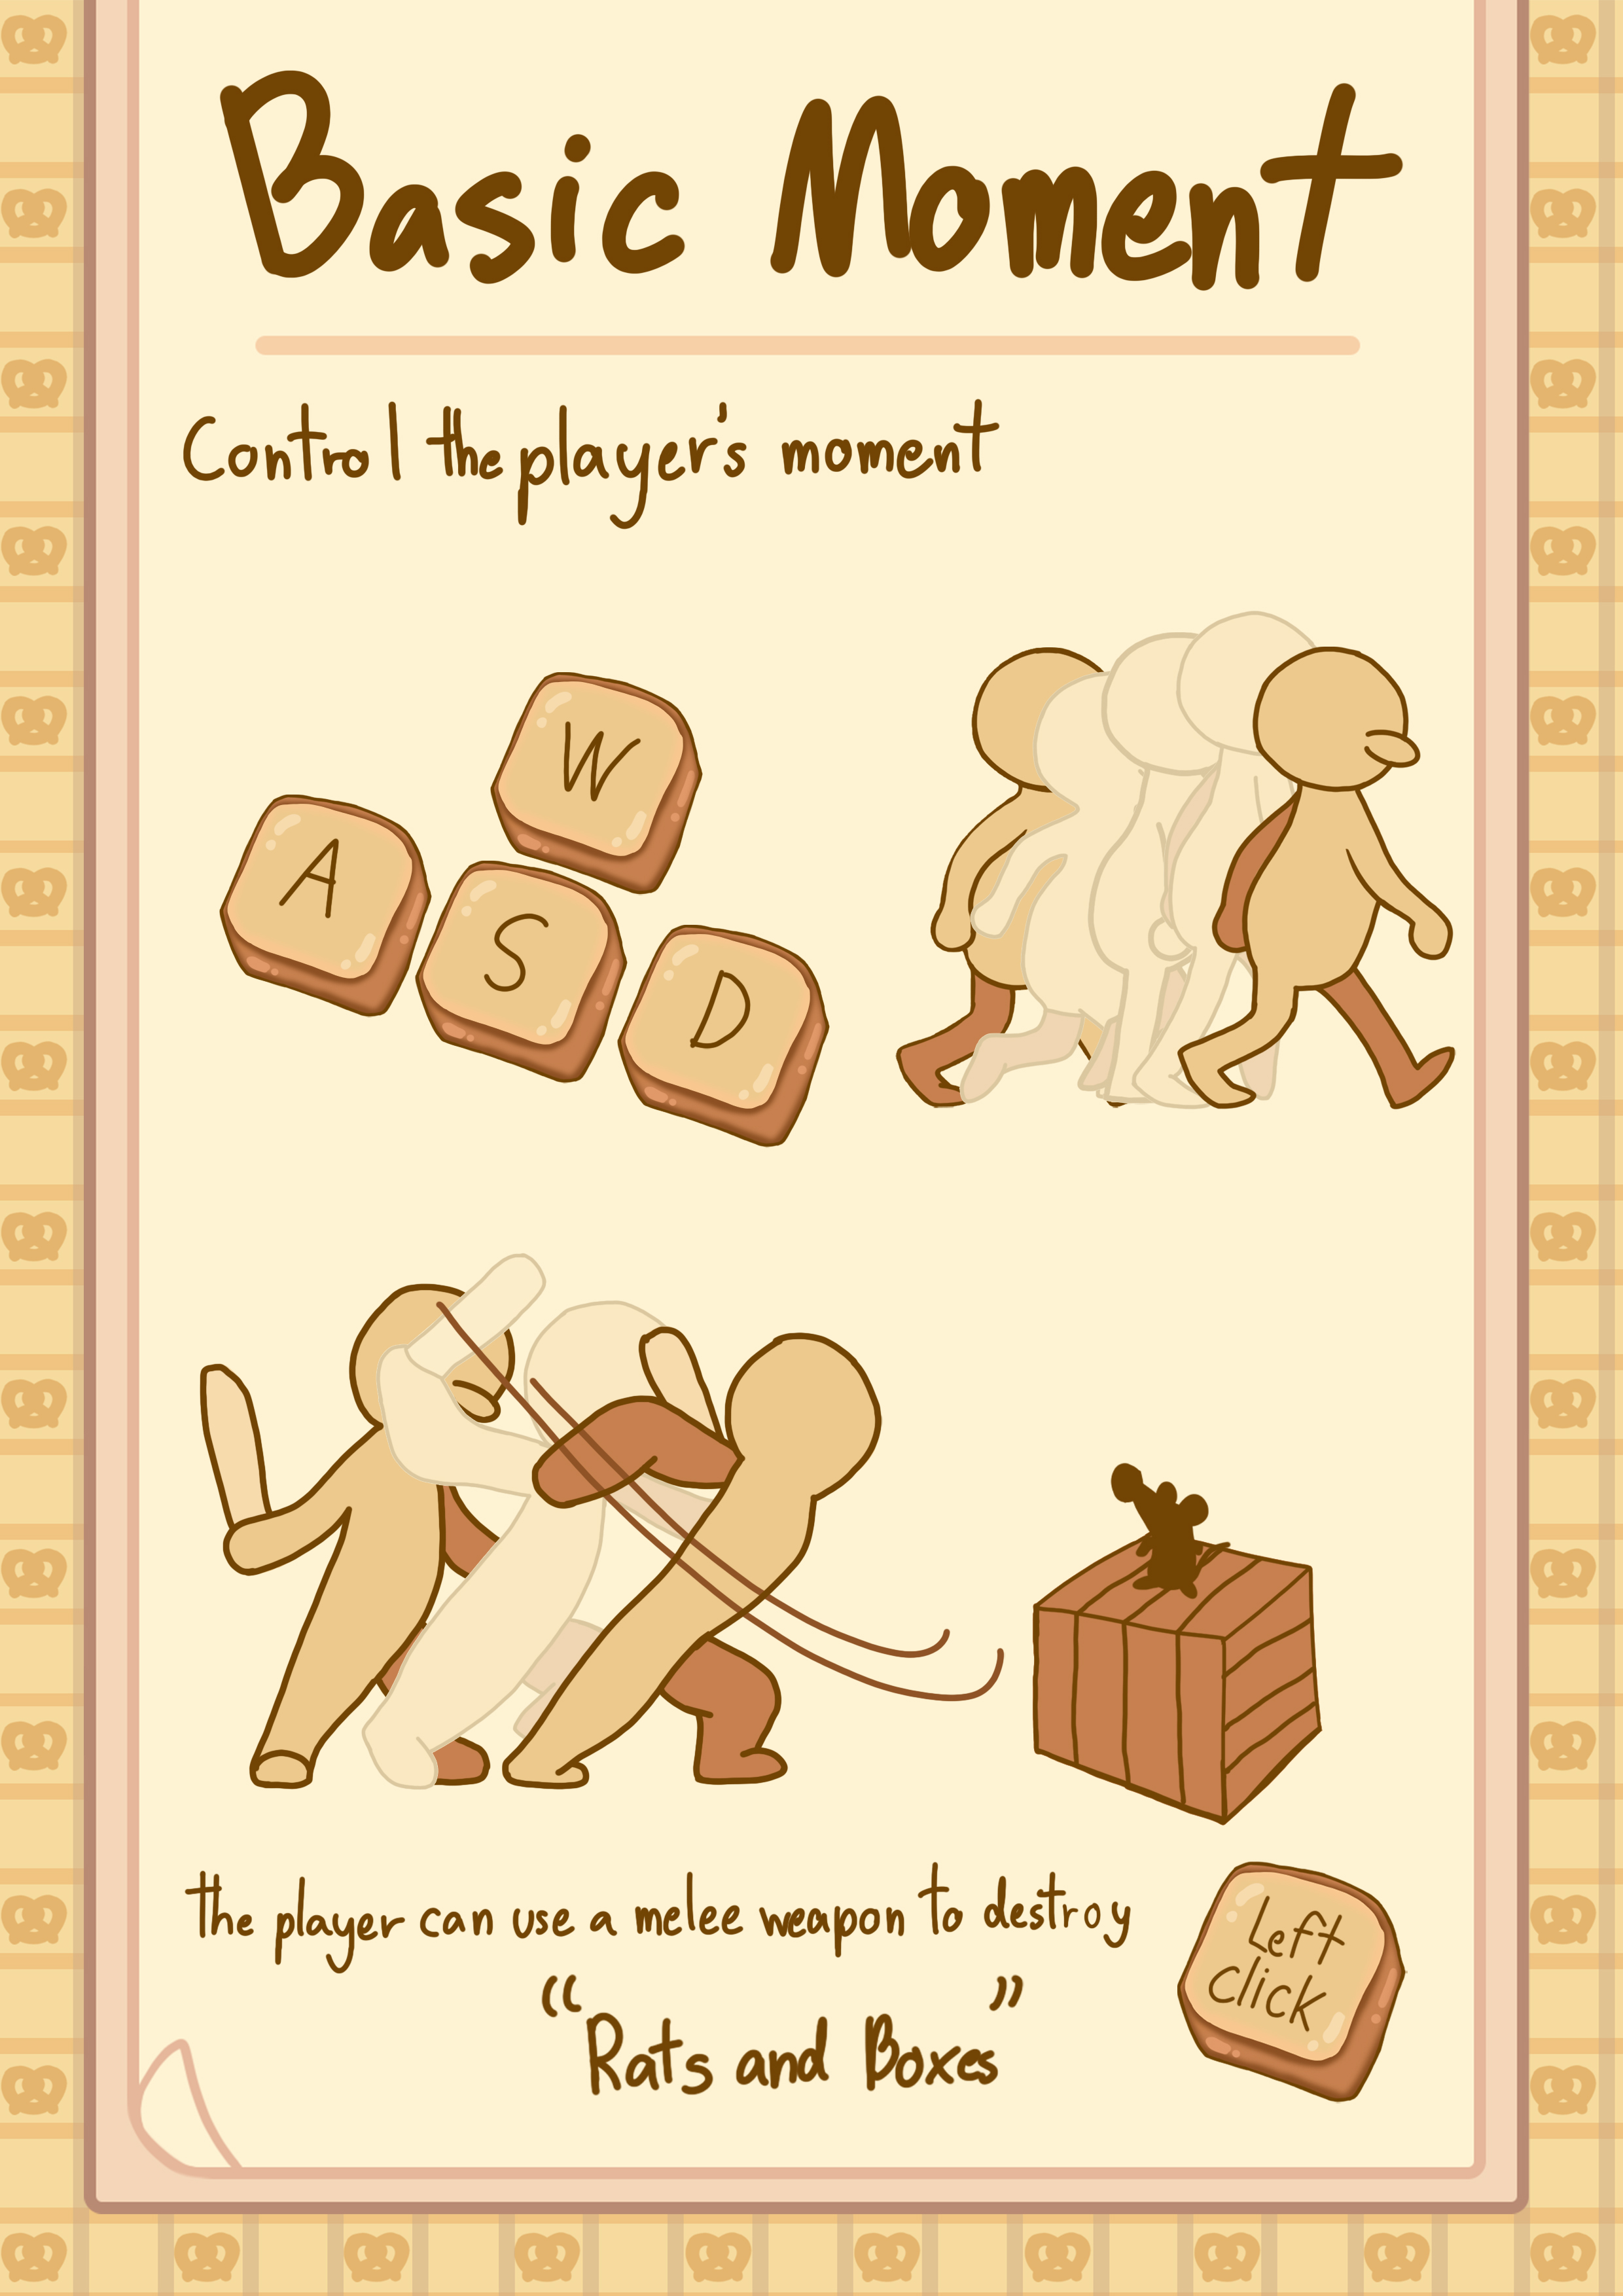 Basic Moment
Control the player's moment
W
A S D
the player can use a melee weapon to destroy
“Rats and Boxes”
Left
Click